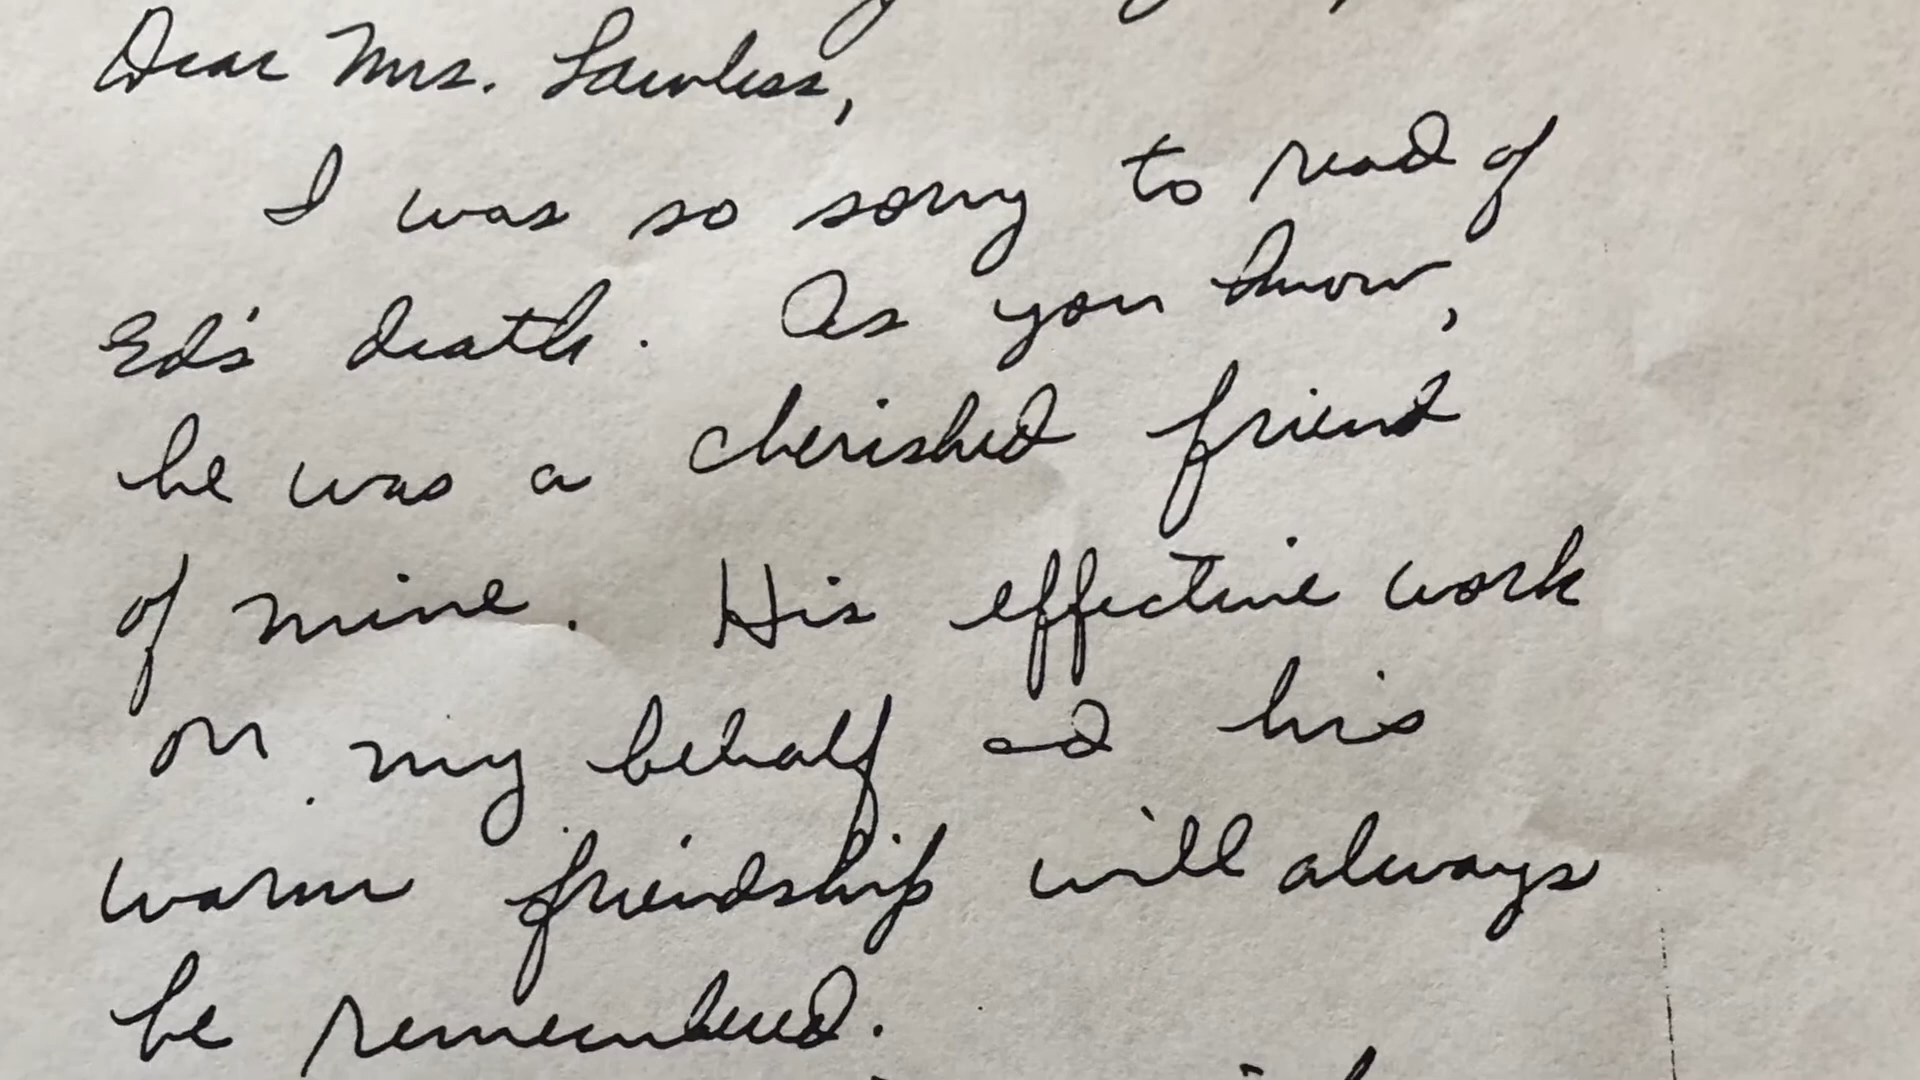 Dear Mrs. Lawless,
I was so sorry to read of
Ed's death. As you know,
he was a cherished friend
of mine. His effective work
on my behalf and his
warm friendship will always
be remembered.